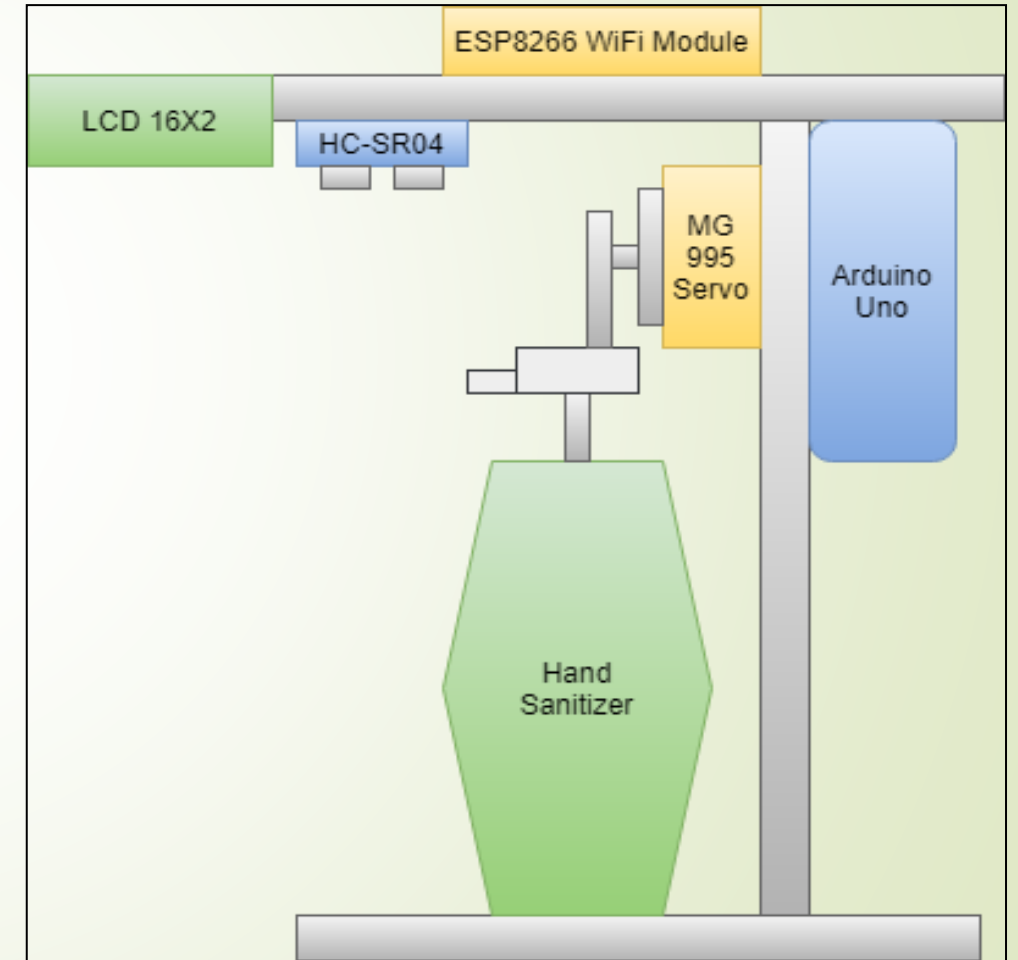 ESP8266 WiFi Module
LCD 16X2
HC-SR04
MG
995
Servo
Arduino
Uno
Hand
Sanitizer